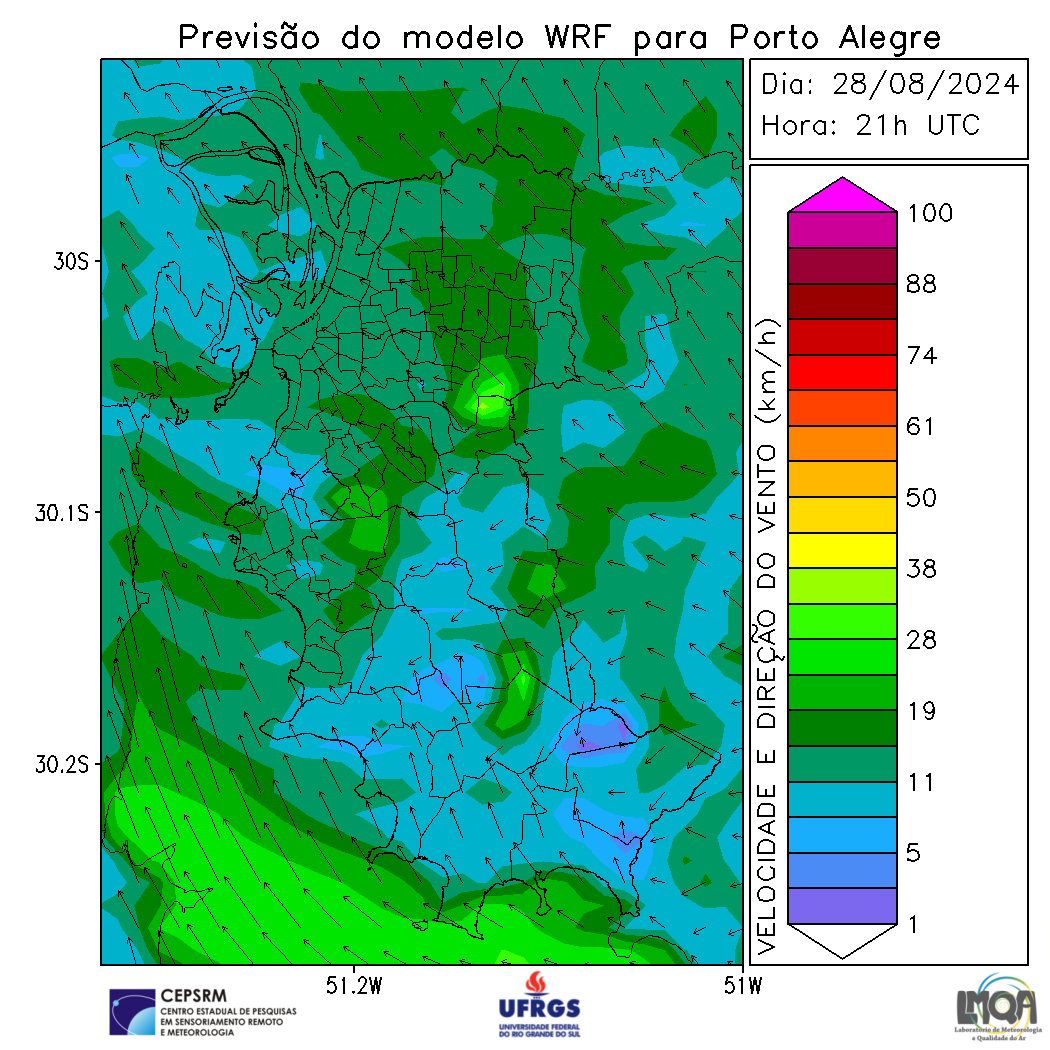 Previsão do modelo WRF para Porto Alegre
Dia: 28/08/2024
Hora: 21h UTC
30S
30.1S
30.2S
51.2W
51W
VELOCIDADE E DIREÇÃO DO VENTO (km/h)
100
88
74
61
50
38
28
19
11
5
1
CEPSRM
CENTRO ESTADUAL DE PESQUISAS
EM SENSORIAMENTO REMOTO
E METEOROLOGIA
UFRGS
UNIVERSIDADE FEDERAL
DO RIO GRANDE DO SUL
LMQA
Laboratório de Meteorologia
e Qualidade do Ar